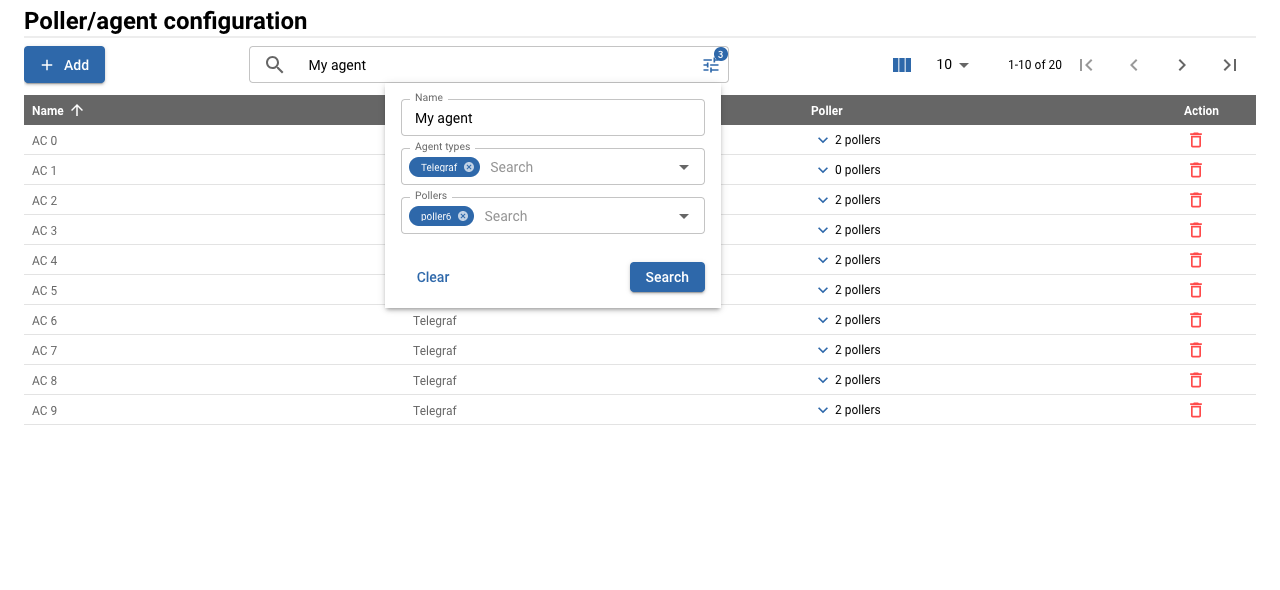 Poller/agent configuration
Add
My agent
3
10
1-10 of 20
Name
Poller
Action
Name
My agent
Agent types
Telegraf
Search
Pollers
poller6
Search
Clear
Search
AC 0
2 pollers
AC 1
0 pollers
AC 2
2 pollers
AC 3
2 pollers
AC 4
2 pollers
AC 5
2 pollers
AC 6 Telegraf 2 pollers
AC 7 Telegraf 2 pollers
AC 8 Telegraf 2 pollers
AC 9 Telegraf 2 pollers